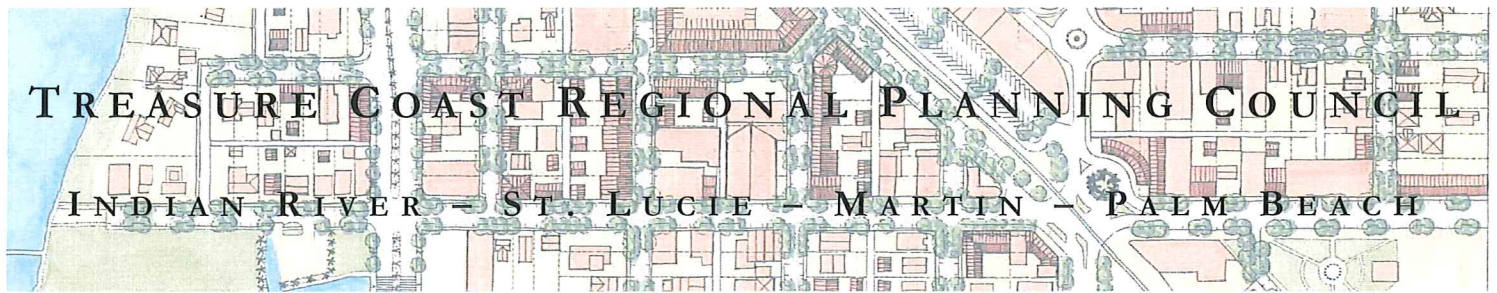 TREASURE COAST REGIONAL PLANNING COUNCIL
INDIAN RIVER – ST. LUCIE – MARTIN – PALM BEACH